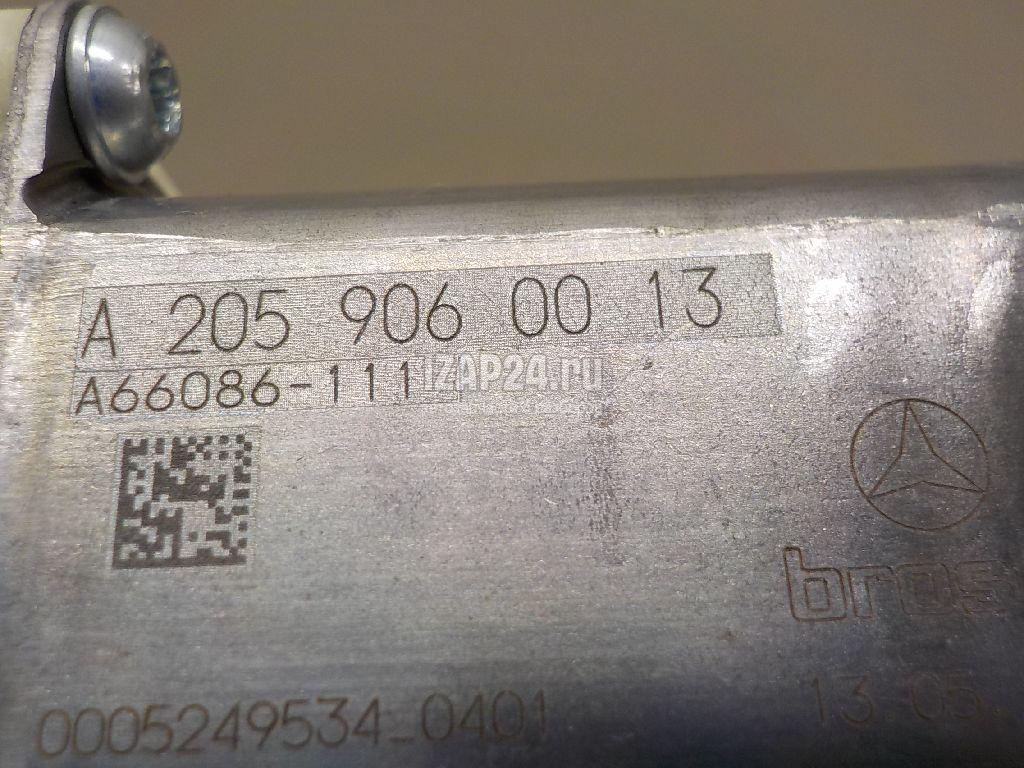 A 205 906 00 13
A66086-111
IZAP24.ru
bros
0005249534_0401
13.05.